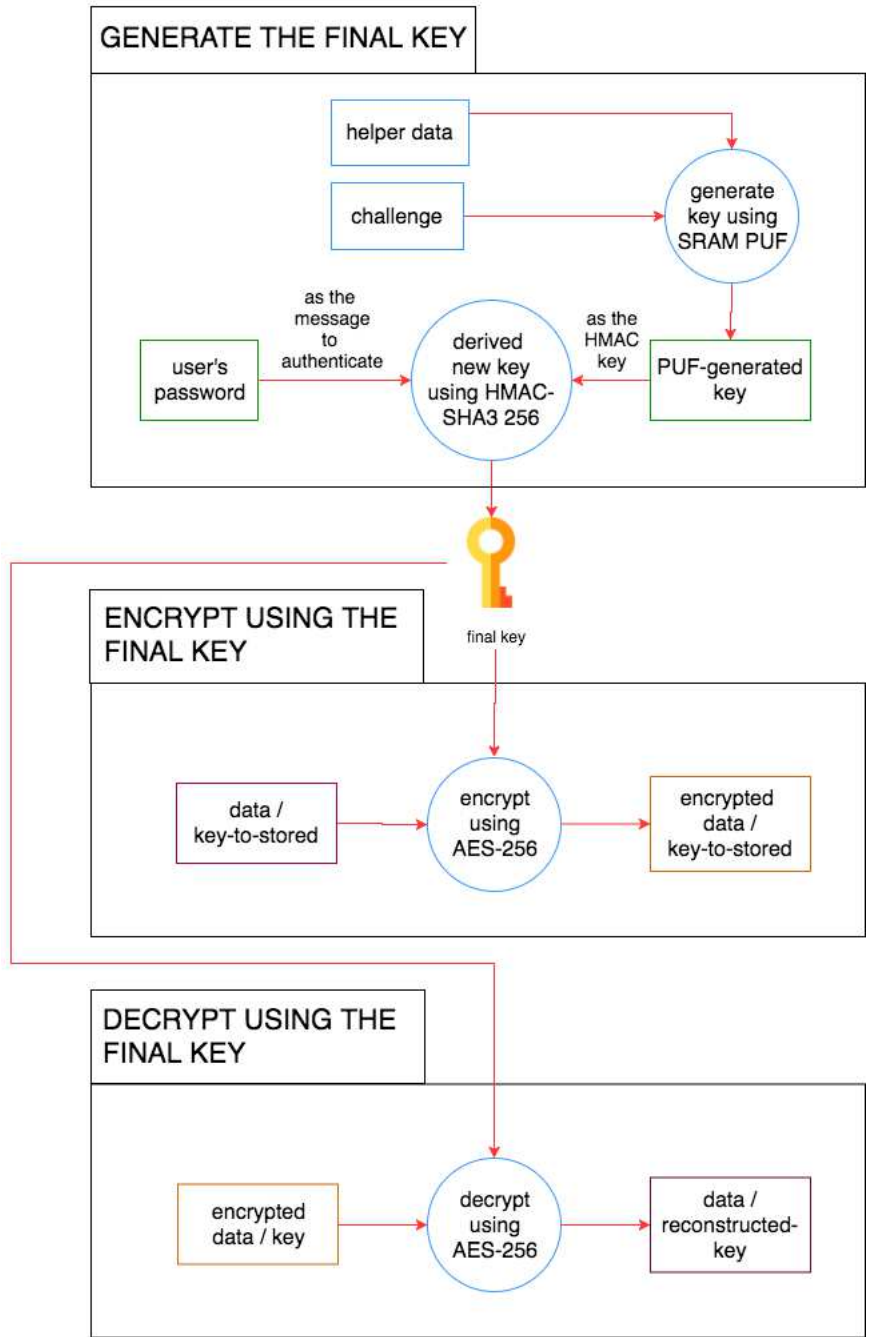 GENERATE THE FINAL KEY
helper data
challenge
generate
key using
SRAM PUF
as the
message
to
authenticate
user's
password
derived
new key
using HMAC-
SHA3 256
as the
HMAC
key
PUF-generated
key
final key
ENCRYPT USING THE
FINAL KEY
data /
key-to-stored
encrypt
using
AES-256
encrypted
data /
key-to-stored
DECRYPT USING THE
FINAL KEY
encrypted
data / key
decrypt
using
AES-256
data /
reconstructed-
key